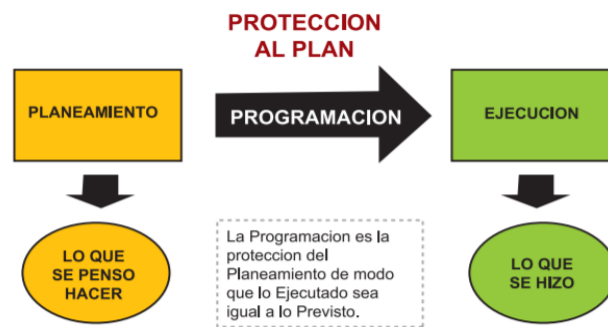 PROTECCION
AL PLAN
PLANEAMIENTO
PROGRAMACION
EJECUCION
LO QUE
SE PENSO
HACER
La Programacion es la
proteccion del
Planeamiento de modo
que lo Ejecutado sea
igual a lo Previsto.
LO QUE
SE HIZO